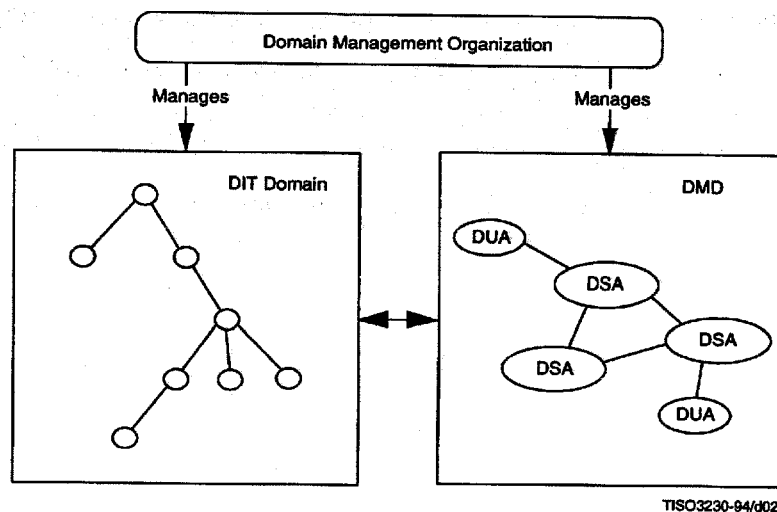 Domain Management Organization
Manages
Manages
DIT Domain
DMD
DUA
DSA
DSA
DSA
DUA
TISO3230-94/d02